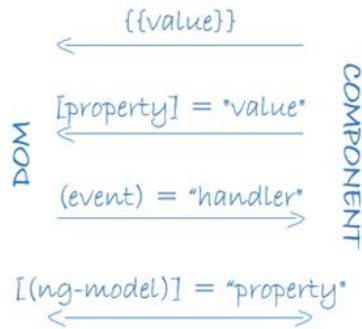 {{value}}
[property] = "value"
(event) = "handler"
[(ng-model)] = "property"
DOM
COMPONENT